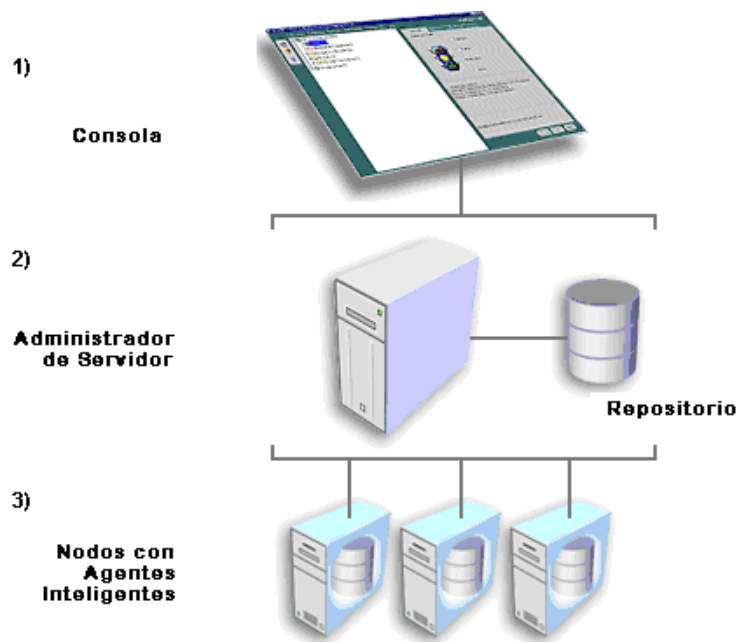 1)
Consola
2)
Administrador
de Servidor
Repositorio
3)
Nodos con
Agentes
Inteligentes